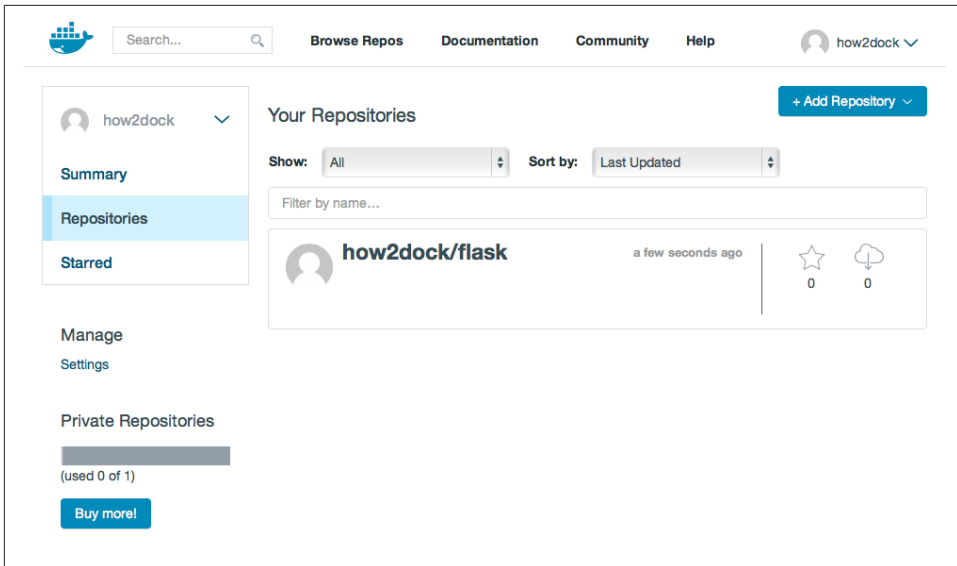 Search...
Browse Repos
Documentation
Community
Help
how2dock
how2dock
Summary
Repositories
Starred
Manage
Settings
Private Repositories
(used 0 of 1)
Buy more!
Your Repositories
+ Add Repository
Show: All Sort by: Last Updated
Filter by name...
how2dock/flask
a few seconds ago
0 0